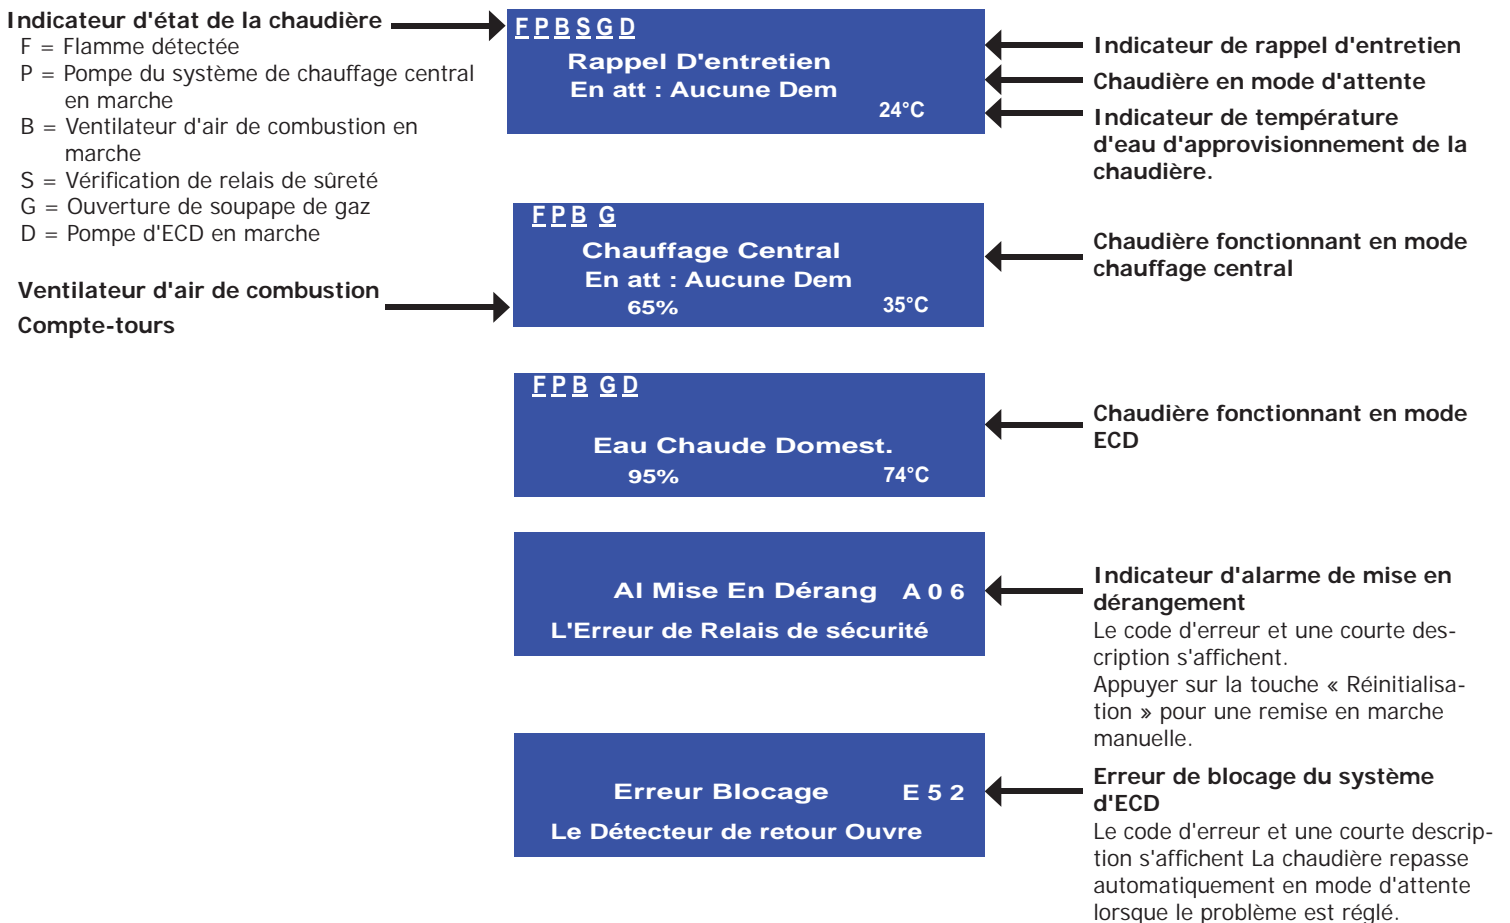 Indicateur d'état de la chaudière
F = Flamme détectée
P = Pompe du système de chauffage central
en marche
B = Ventilateur d'air de combustion en
marche
S = Vérification de relais de sûreté
G = Ouverture de soupape de gaz
D = Pompe d'ECD en marche
Ventilateur d'air de combustion
Compte-tours
F P B S G D
Rappel D'entretien
En att : Aucune Dem
24°C
Indicateur de rappel d'entretien
Chaudière en mode d'attente
Indicateur de température
d'eau d'approvisionnement de la
chaudière.
F P B G
Chauffage Central
En att : Aucune Dem
65% 35°C
Chaudière fonctionnant en mode
chauffage central
F P B G D
Eau Chaude Domest.
95% 74°C
Chaudière fonctionnant en mode
ECD
Al Mise En Dérang A 0 6
L'Erreur de Relais de sécurité
Indicateur d'alarme de mise en
dérangement
Le code d'erreur et une courte des-
cription s'affichent.
Appuyer sur la touche « Réinitialisa-
tion » pour une remise en marche
manuelle.
Erreur Blocage E 5 2
Le Détecteur de retour Ouvre
Erreur de blocage du système
d'ECD
Le code d'erreur et une courte descrip-
tion s'affichent La chaudière repasse
automatiquement en mode d'attente
lorsque le problème est réglé.